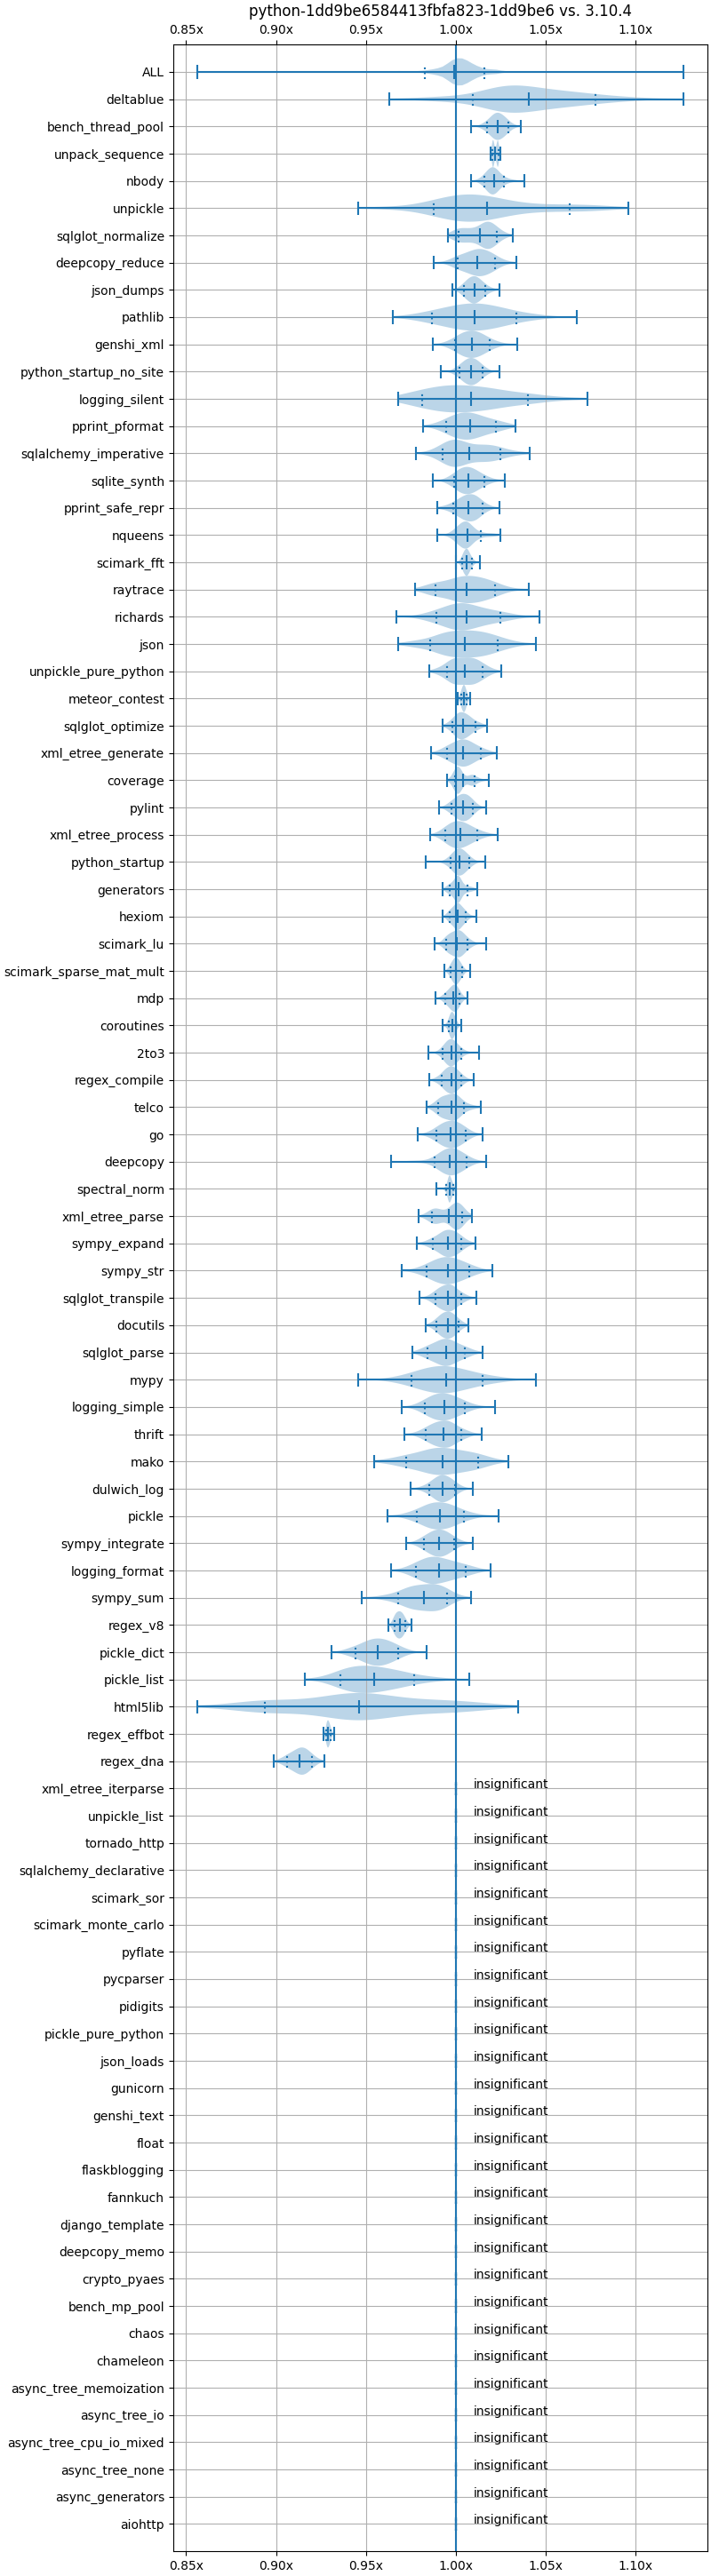 python-1dd9be6584413fbfa823-1dd9be6 vs. 3.10.4
0.85x 0.90x 0.95x 1.00x 1.05x 1.10x
ALL
deltablue
bench_thread_pool
unpack_sequence
nbody
unpickle
sqlglot_normalize
deepcopy_reduce
json_dumps
pathlib
genshi_xml
python_startup_no_site
logging_silent
pprint_pformat
sqlalchemy_imperative
sqlite_synth
pprint_safe_repr
nqueens
scimark_fft
raytrace
richards
json
unpickle_pure_python
meteor_contest
sqlglot_optimize
xml_etree_generate
coverage
pylint
xml_etree_process
python_startup
generators
hexiom
scimark_lu
scimark_sparse_mat_mult
mdp
coroutines
2to3
regex_compile
telco
go
deepcopy
spectral_norm
xml_etree_parse
sympy_expand
sympy_str
sqlglot_transpile
docutils
sqlglot_parse
mypy
logging_simple
thrift
mako
dulwich_log
pickle
sympy_integrate
logging_format
sympy_sum
regex_v8
pickle_dict
pickle_list
html5lib
regex_effbot
regex_dna
xml_etree_iterparse insignificant
unpickle_list insignificant
tornado_http insignificant
sqlalchemy_declarative insignificant
scimark_sor insignificant
scimark_monte_carlo insignificant
pyflate insignificant
pycparser insignificant
pidigits insignificant
pickle_pure_python insignificant
json_loads insignificant
gunicorn insignificant
genshi_text insignificant
float insignificant
flaskblogging insignificant
fannkuch insignificant
django_template insignificant
deepcopy_memo insignificant
crypto_pyaes insignificant
bench_mp_pool insignificant
chaos insignificant
chameleon insignificant
async_tree_memoization insignificant
async_tree_io insignificant
async_tree_cpu_io_mixed insignificant
async_tree_none insignificant
async_generators insignificant
aiohttp insignificant
0.85x 0.90x 0.95x 1.00x 1.05x 1.10x